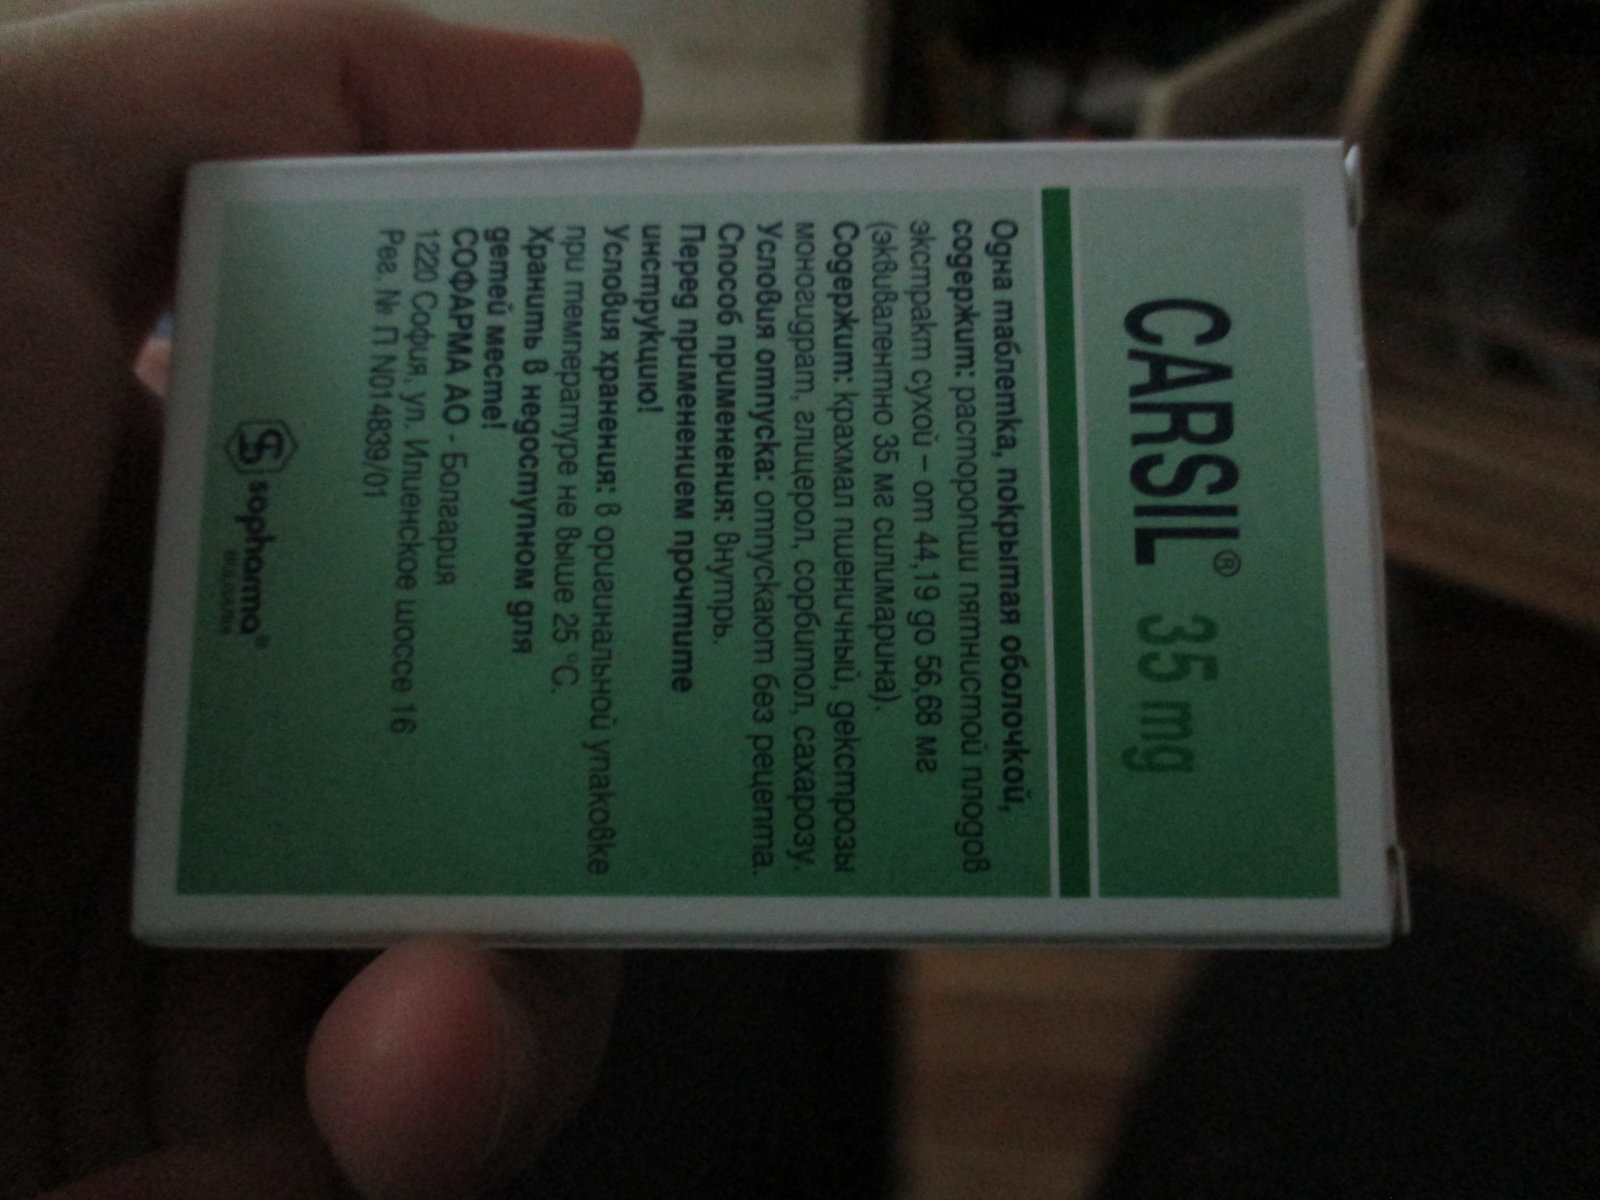 CARSIL® 35 mg
Одна таблетка, покрытая оболочкой,
содержит: расторопши пятнистой плодов
экстракт сухой – от 44,19 до 56,68 мг
(эквивалентно 35 мг силимарина).
Содержит: крахмал пшеничный, декстрозы
моногидрат, глицерол, сорбитол, сахарозу.
Условия отпуска: отпускают без рецепта.
Способ применения: внутрь.
Перед применением прочтите
инструкцию!
Условия хранения: в оригинальной упаковке
при температуре не выше 25 °C.
Хранить в недоступном для
детей месте!
СОФАРМА АО - Болгария
1220 София, ул. Илиенское шоссе 16
Рег. № П N014839/01
sopharma®
BULGARIA